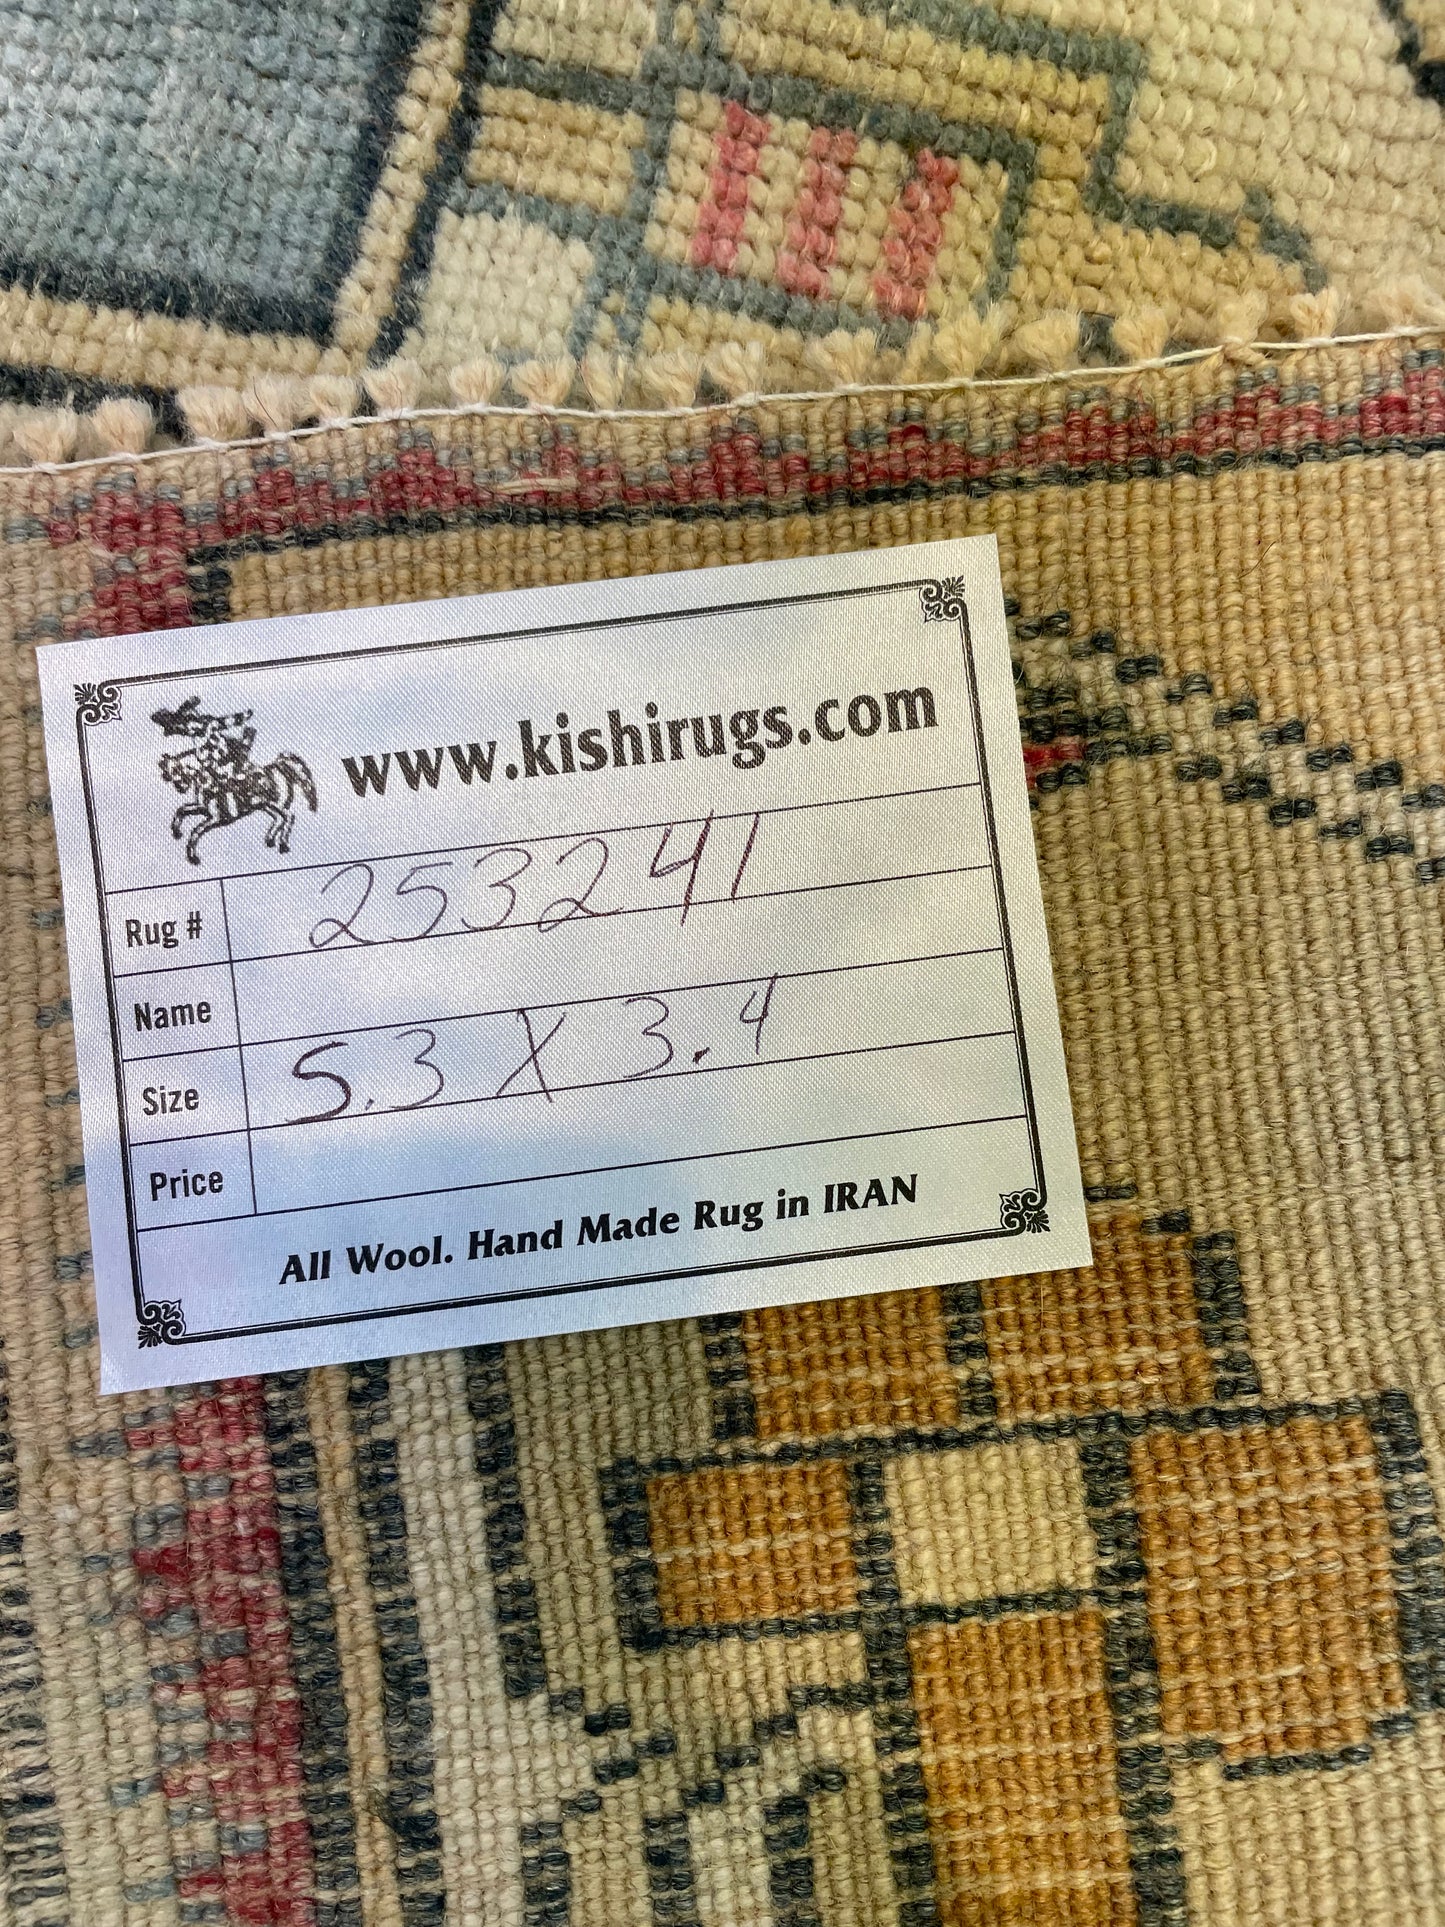 www.kishirugs.com
Rug # 253241
Name
Size 5.3 X 3.4
Price
All Wool. Hand Made Rug in IRAN